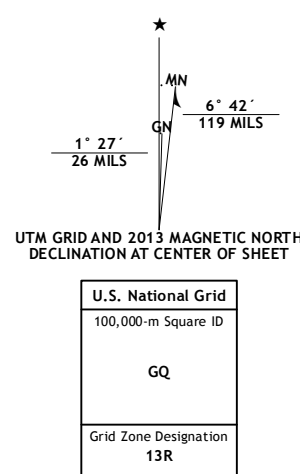 ★
MN
6° 42´
119 MILS
GN
1° 27´
26 MILS
UTM GRID AND 2013 MAGNETIC NORTH
DECLINATION AT CENTER OF SHEET
U.S. National Grid
100,000-m Square ID
GQ
Grid Zone Designation
13R